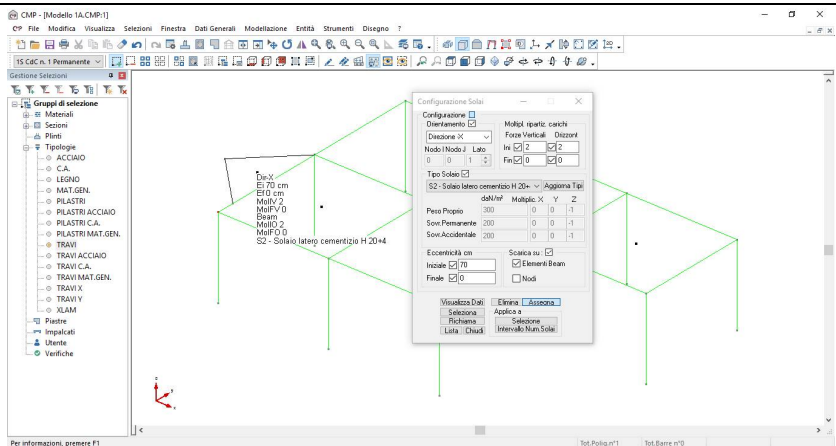 CMP - [Modello 1A.CMP:1]
File Modifica Visualizza Selezioni Finestra Dati Generali Modellazione Entità Strumenti Disegno ?
1S CdC n. 1 Permanente
Gestione Selezioni
Gruppi di selezione
Materiali
Sezioni
Plinti
Tipologie
ACCIAIO
C.A.
LEGNO
MAT.GEN.
PILASTRI
PILASTRI ACCIAIO
PILASTRI C.A.
PILASTRI MAT.GEN.
TRAVI
TRAVI ACCIAIO
TRAVI C.A.
TRAVI MAT.GEN.
TRAVI X
TRAVI Y
XLAM
Piastre
Impalcati
Utente
Verifiche
Dir-X
Ei 70 cm
Ef 0 cm
MolIV 2
MolFV 0
Beam
MolIO 2
MolFO 0
S2 - Solaio latero cementizio H 20+4
Configurazione Solai
Configurazione
Orientamento
Direzione -X
Nodo I Nodo J Lato
0 0 1
Multipl. ripartiz. carichi
Forze Verticali Orizzont
Ini 2 2
Fin 0 0
Tipo Solaio
S2 - Solaio latero cementizio H 20+ Aggiorna Tipi
daN/m² Multiplic. X Y Z
Peso Proprio 300 0 0 -1
Sovr.Permanente 200 0 0 -1
Sovr.Accidentale 200 0 0 -1
Eccentricità cm
Iniziale 70
Finale 0
Scarica su:
Elementi Beam
Nodi
Visualizza Dati Elimina Assegna
Seleziona
Richiama
Lista Chiudi
Applica a
Selezione
Intervallo Num.Solai
Per informazioni, premere F1
Tot.Polig.n°1 Tot.Barre n°0